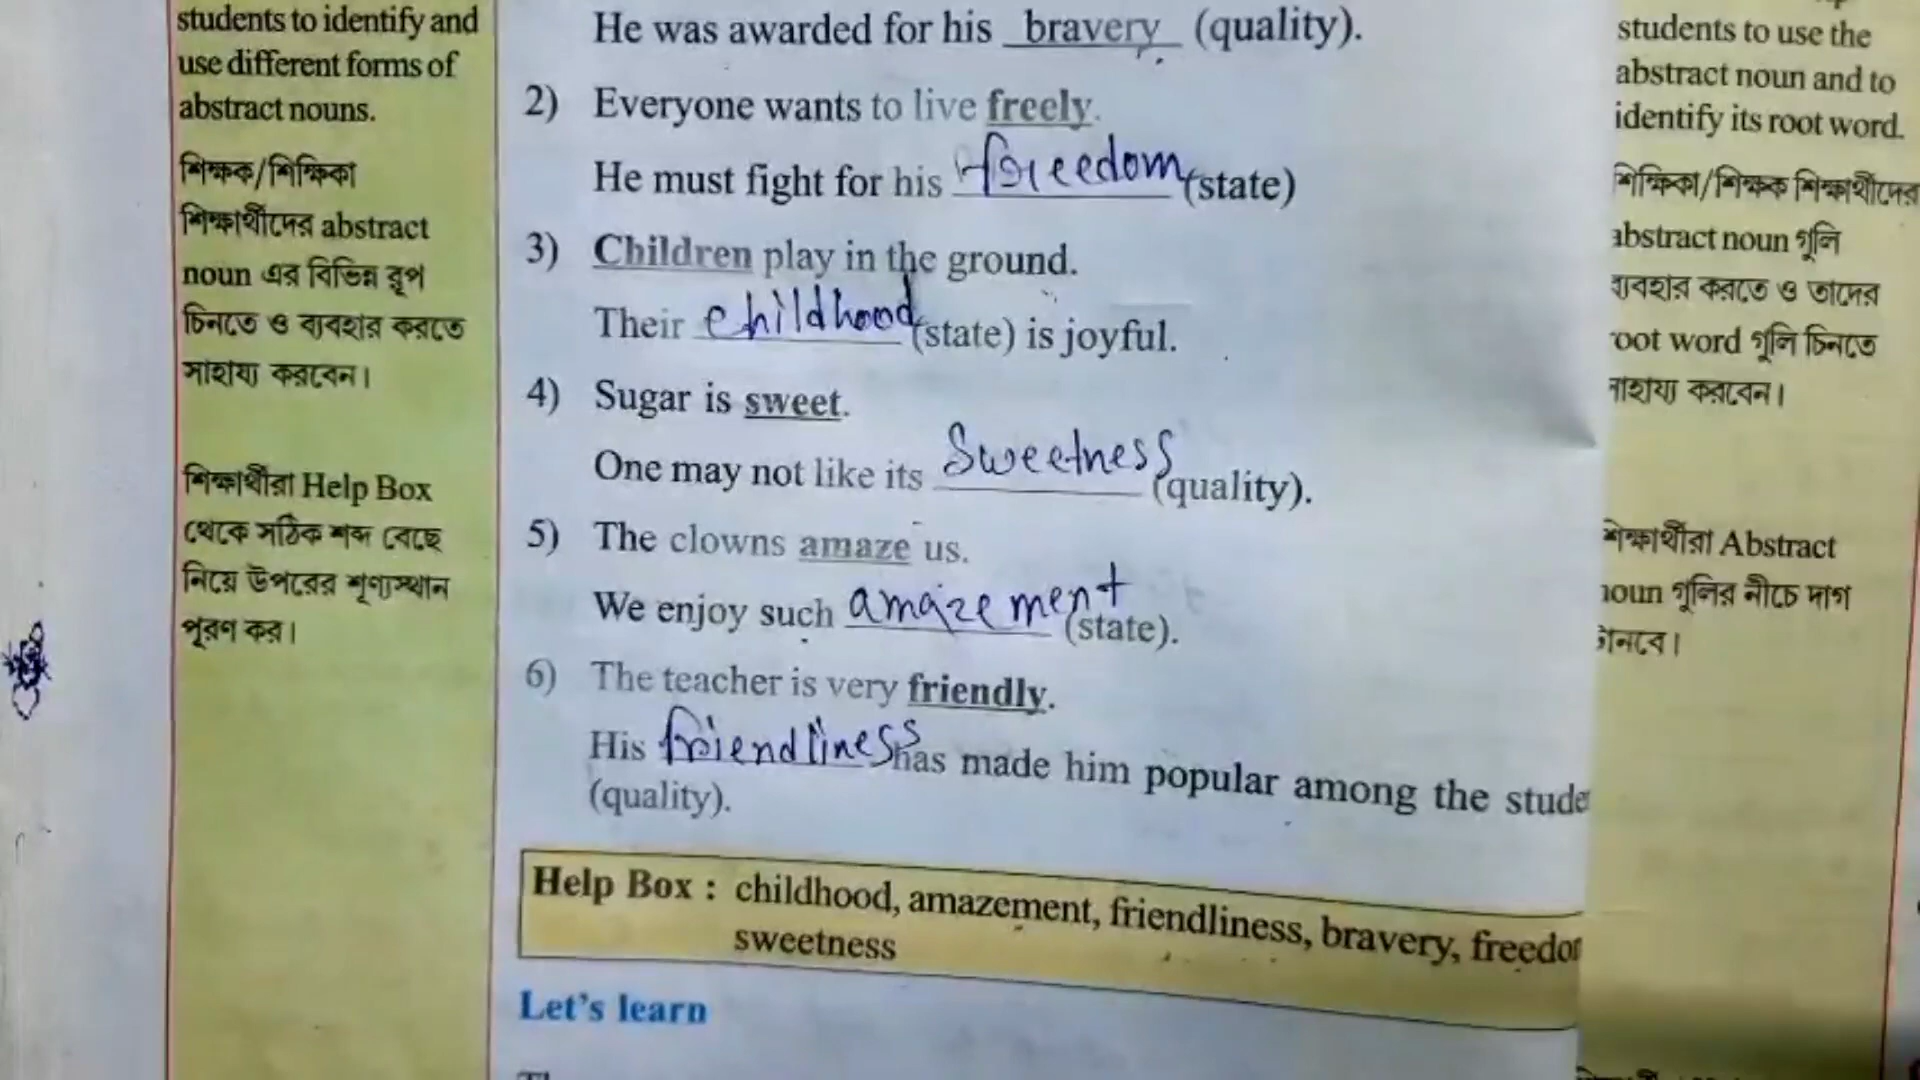 students to identify and
use different forms of
abstract nouns.
শিক্ষক/শিক্ষিকা
শিক্ষার্থীদের abstract
noun এর বিভিন্ন রূপ
চিনতে ও ব্যবহার করতে
সাহায্য করবেন।
শিক্ষার্থীরা Help Box
থেকে সঠিক শব্দ বেছে
নিয়ে উপরের শূণ্যস্থান
পূরণ কর।
He was awarded for his bravery (quality).
2) Everyone wants to live freely.
He must fight for his freedom (state)
3) Children play in the ground.
Their childhood (state) is joyful.
4) Sugar is sweet.
One may not like its Sweetness (quality).
5) The clowns amaze us.
We enjoy such amazement (state).
6) The teacher is very friendly.
His friendliness has made him popular among the stude
(quality).
Help Box : childhood, amazement, friendliness, bravery, freedo
sweetness
Let's learn
students to use the
abstract noun and to
identify its root word.
শিক্ষিকা/শিক্ষক শিক্ষার্থীদের
abstract noun গুলি
ব্যবহার করতে ও তাদের
root word গুলি চিনতে
সাহায্য করবেন।
শিক্ষার্থীরা Abstract
noun গুলির নীচে দাগ
টানবে।